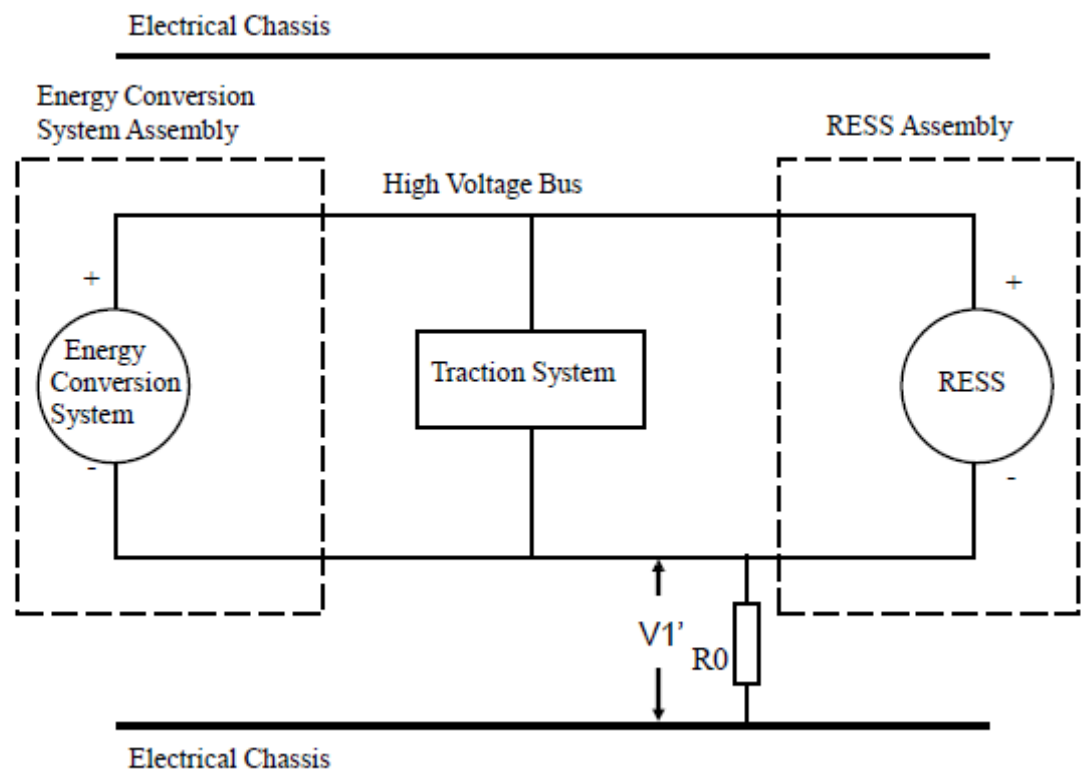 Electrical Chassis
Energy Conversion
System Assembly
RESS Assembly
High Voltage Bus
+
+
Energy
Conversion
System
Traction System
RESS
-
-
V1’
R0
Electrical Chassis